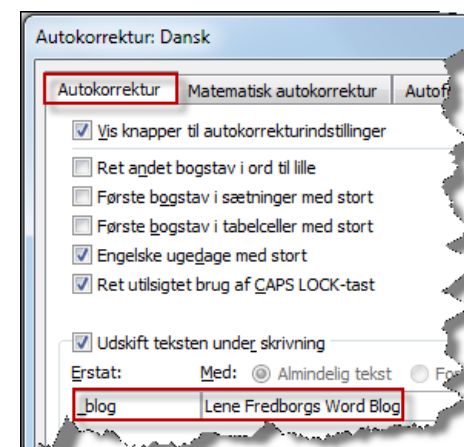 Autokorrektur: Dansk
Autokorrektur Matematisk autokorrektur
Vis knapper til autokorrekturindstillinger
Ret andet bogstav i ord til lille
Første bogstav i sætninger med stort
Første bogstav i tabelceller med stort
Engelske ugedage med stort
Ret utilsigtet brug af CAPS LOCK-tast
Udskift teksten under skrivning
Erstat: Med: Almindelig tekst
_blog Lene Fredborgs Word Blog